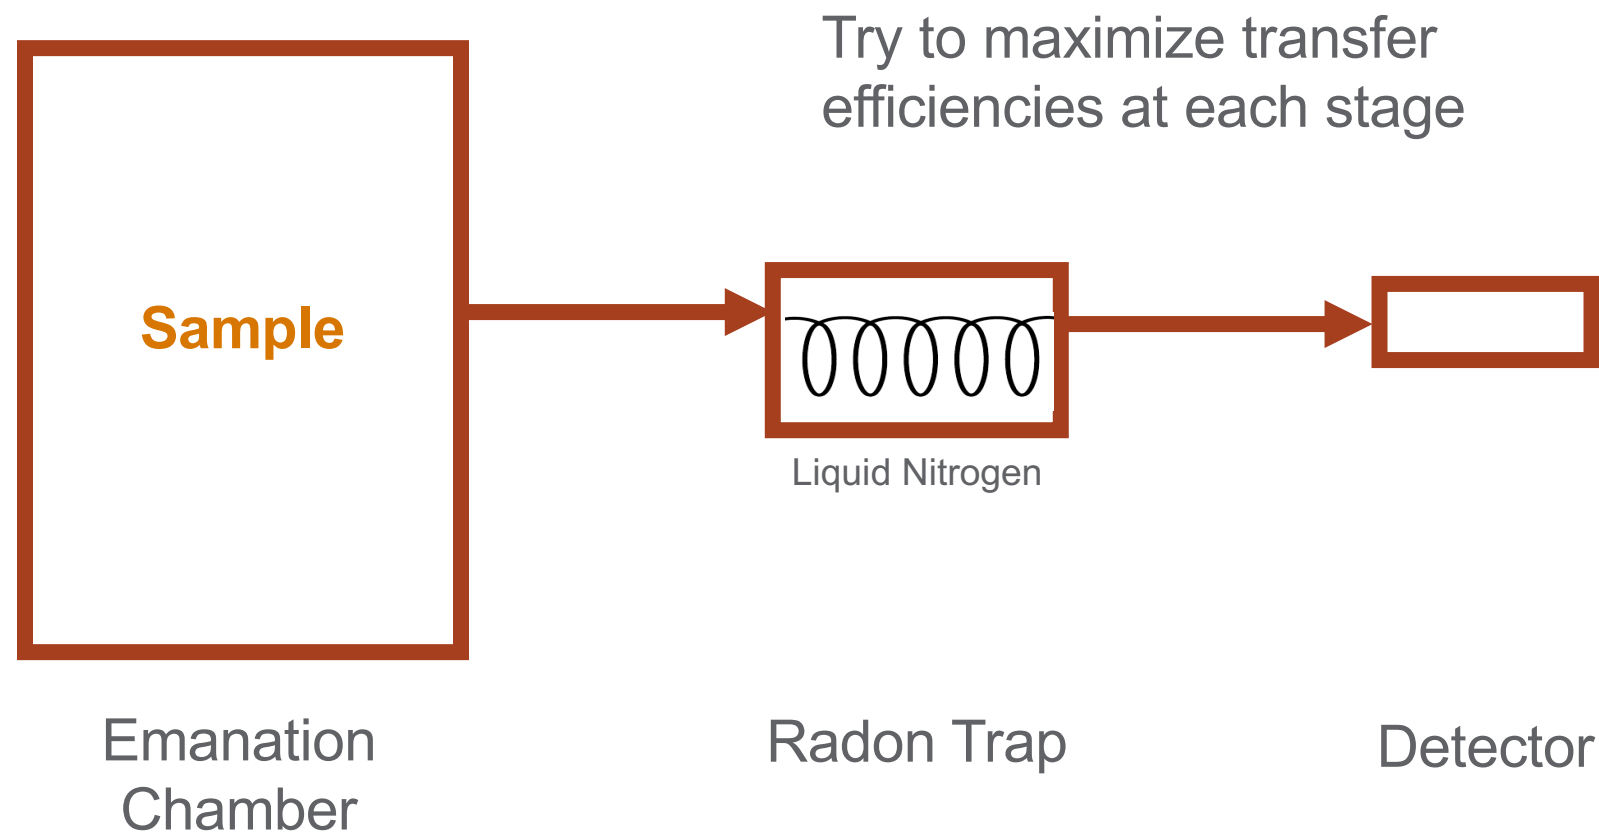 Try to maximize transfer
efficiencies at each stage
Sample
Liquid Nitrogen
Emanation
Chamber
Radon Trap
Detector